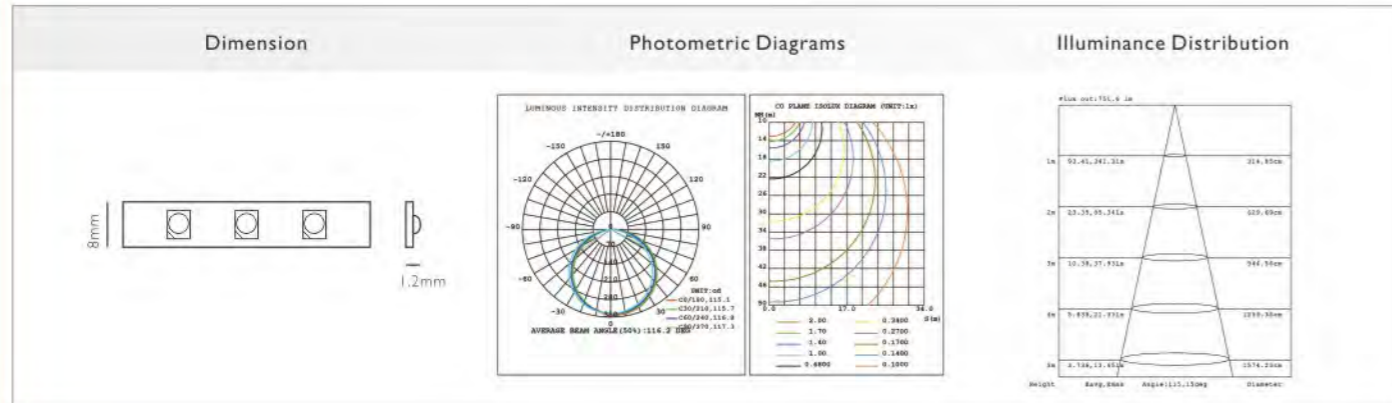 Dimension
Photometric Diagrams
Illuminance Distribution
8mm
1.2mm
LUMINOUS INTENSITY DISTRIBUTION DIAGRAM
-/+180
-150
150
-120
120
-90
90
-60
60
-30
30
0
UNIT:cd
C0/180,115.1
C30/210,115.7
C60/240,116.8
C90/270,117.3
AVERAGE BEAM ANGLE(50%):116.2 DEG
C0 PLANE ISOLUX DIAGRAM (UNIT:lx)
10
14
18
22
26
30
34
38
42
46
50
0.0
17.0
34.0
2.00
1.70
1.40
1.00
0.6800
0.3400
0.2700
0.1700
0.1400
0.1000
1m
314.85cm
2m
3m
Height
Eavg,Emax
Angle:115.15deg
Diameter